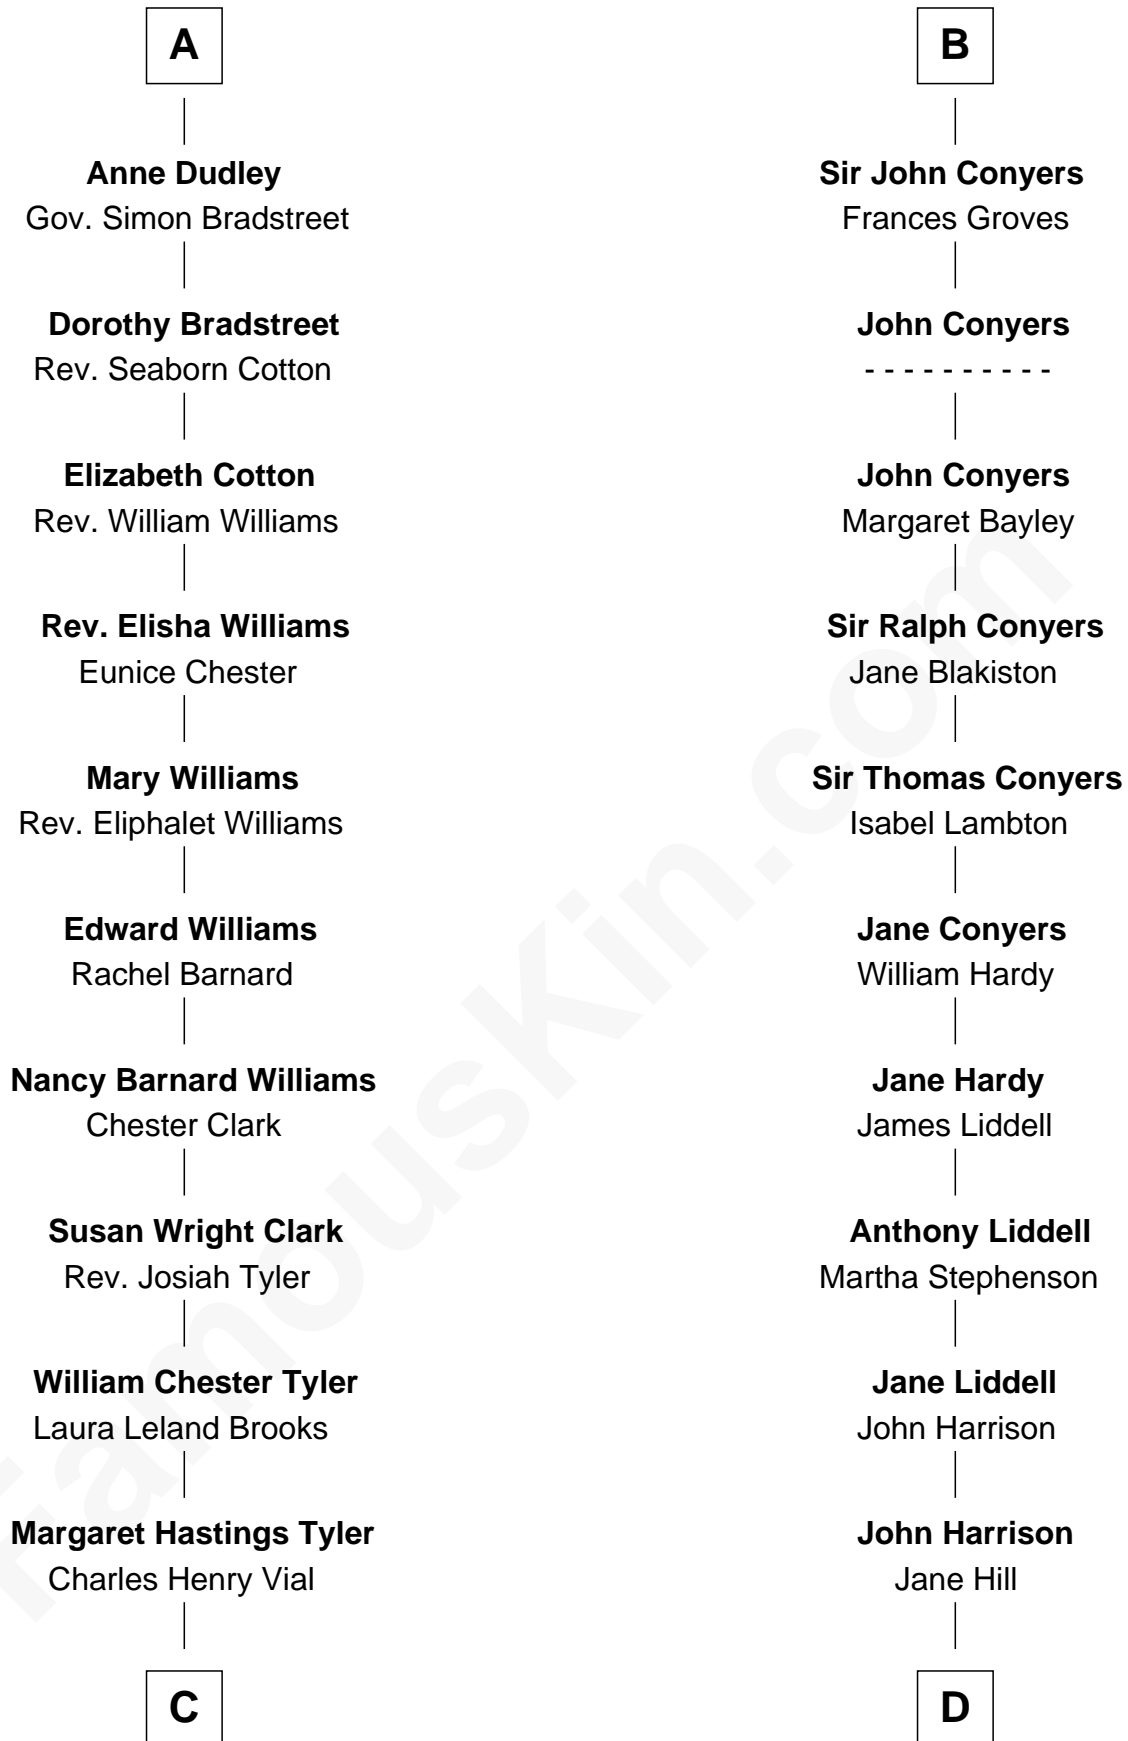 A
Anne Dudley
Gov. Simon Bradstreet
Dorothy Bradstreet
Rev. Seaborn Cotton
Elizabeth Cotton
Rev. William Williams
Rev. Elisha Williams
Eunice Chester
Mary Williams
Rev. Eliphalet Williams
Edward Williams
Rachel Barnard
Nancy Barnard Williams
Chester Clark
Susan Wright Clark
Rev. Josiah Tyler
William Chester Tyler
Laura Leland Brooks
Margaret Hastings Tyler
Charles Henry Vial
C
B
Sir John Conyers
Frances Groves
John Conyers
- - - - - - - - - -
John Conyers
Margaret Bayley
Sir Ralph Conyers
Jane Blakiston
Sir Thomas Conyers
Isabel Lambton
Jane Conyers
William Hardy
Jane Hardy
James Liddell
Anthony Liddell
Martha Stephenson
Jane Liddell
John Harrison
John Harrison
Jane Hill
D
FamousKin.com